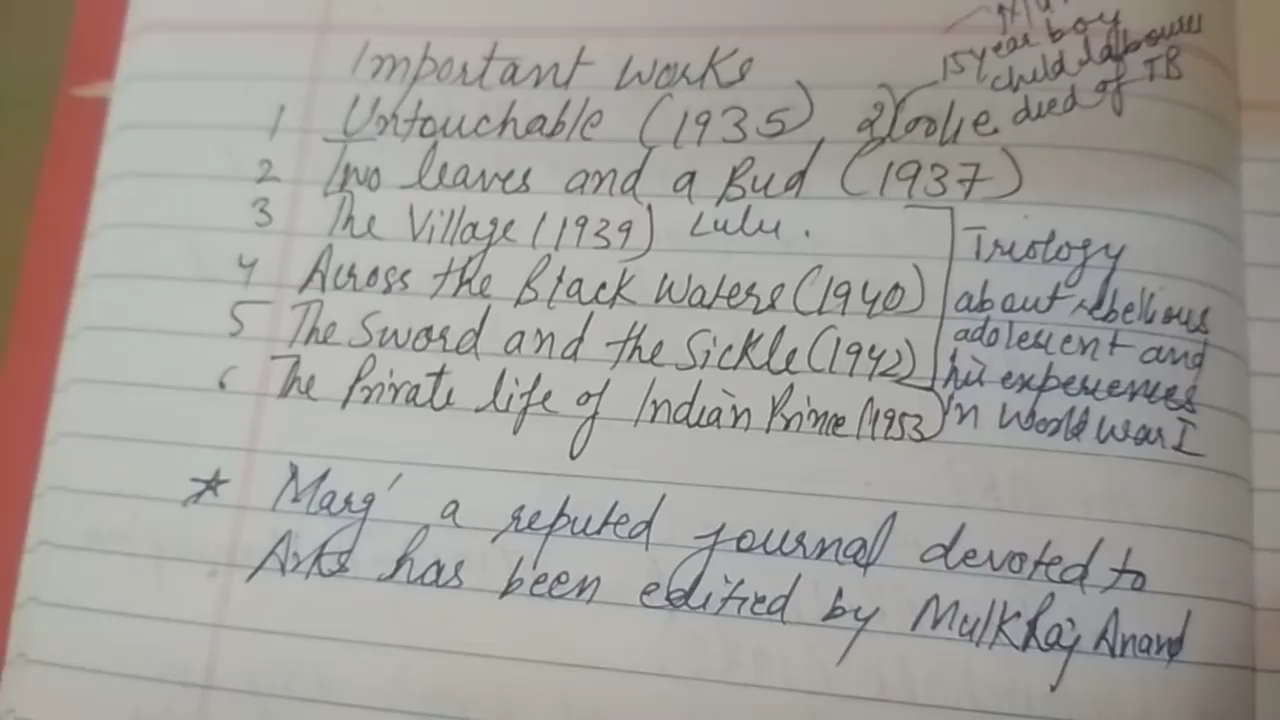 Important Works
15 year boy
child labourer
1 Untouchable (1935), 2) Coolie died of TB
2 Two leaves and a Bud (1937)
3 The Village (1939) Lulu.
4 Across the Black Waters (1940)
5 The Sword and the Sickle (1942)
6 The Private life of Indian Prince (1953)
Triology
about rebellious
adolescent and
his experiences
in World War I
* Marg' a reputed journal devoted to
Arts has been edified by Mulk Raj Anand